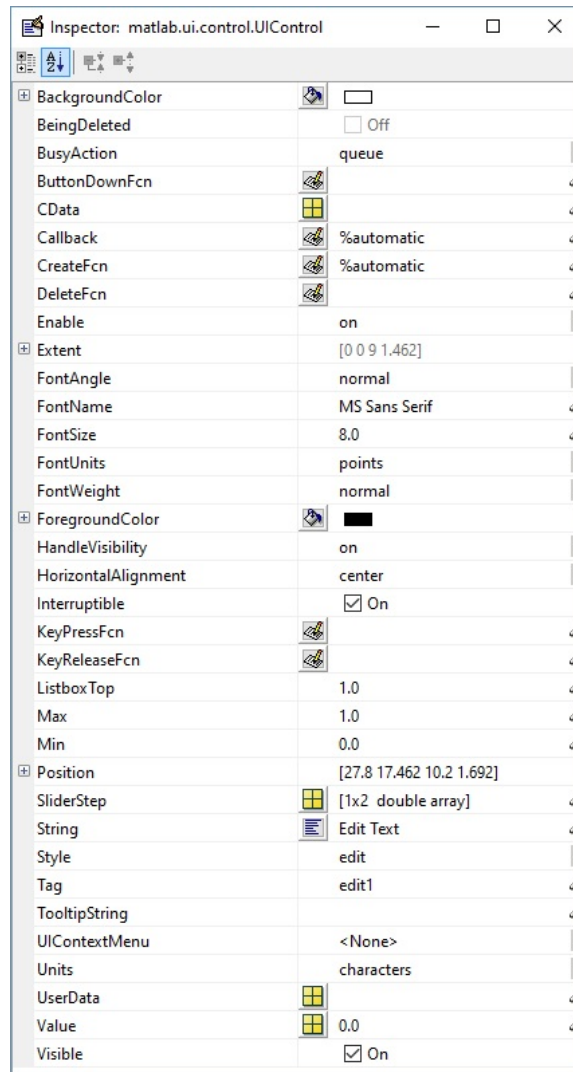 Inspector: matlab.ui.control.UIControl
BackgroundColor
BeingDeleted Off
BusyAction queue
ButtonDownFcn
CData
Callback %automatic
CreateFcn %automatic
DeleteFcn
Enable on
Extent [0 0 9 1.462]
FontAngle normal
FontName MS Sans Serif
FontSize 8.0
FontUnits points
FontWeight normal
ForegroundColor
HandleVisibility on
HorizontalAlignment center
Interruptible On
KeyPressFcn
KeyReleaseFcn
ListboxTop 1.0
Max 1.0
Min 0.0
Position [27.8 17.462 10.2 1.692]
SliderStep [1x2 double array]
String Edit Text
Style edit
Tag edit1
TooltipString
UIContextMenu <None>
Units characters
UserData
Value 0.0
Visible On